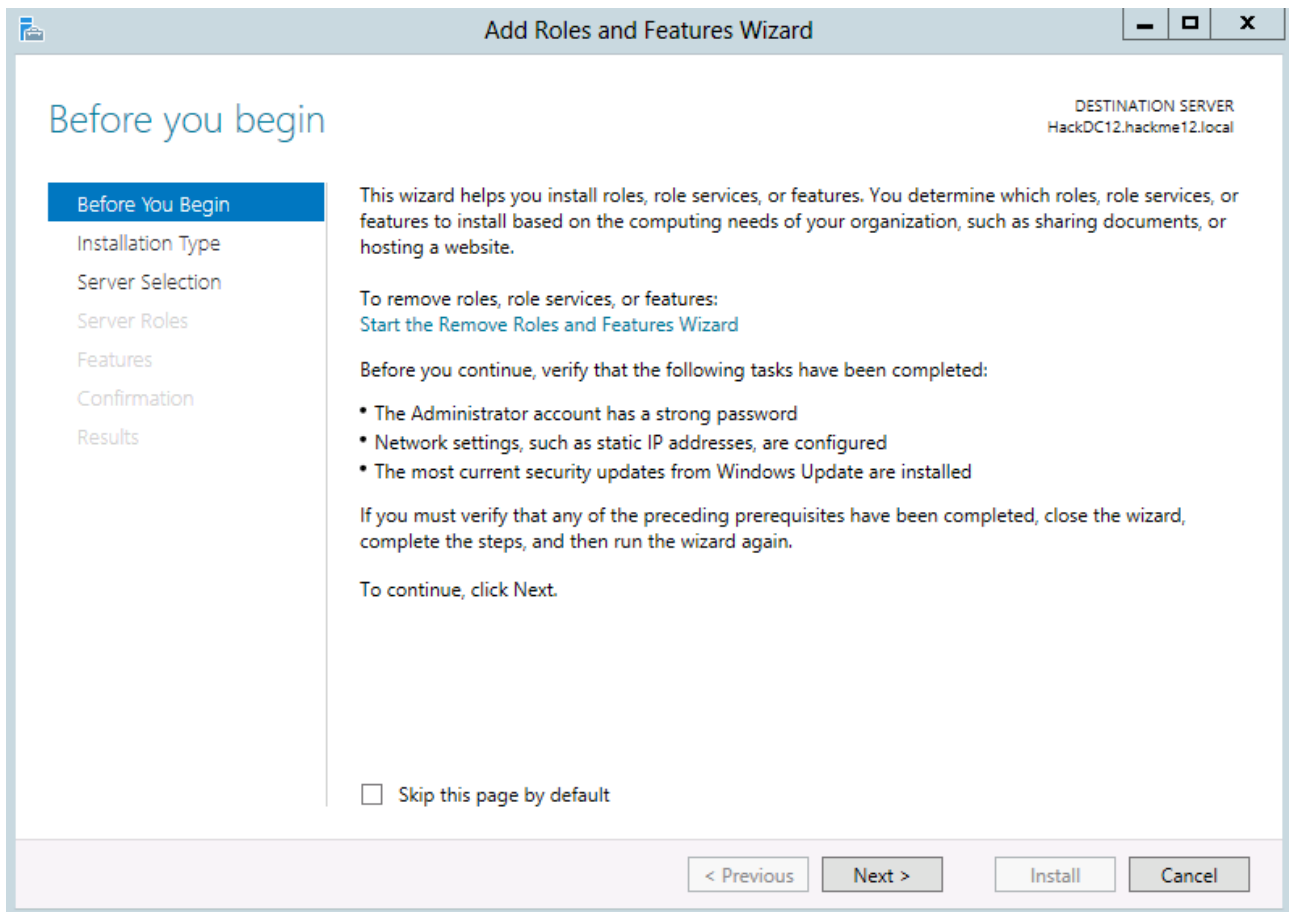 Add Roles and Features Wizard
x
Before you begin
DESTINATION SERVER
HackDC12.hackme12.local
Before You Begin
Installation Type
Server Selection
Server Roles
Features
Confirmation
Results
This wizard helps you install roles, role services, or features. You determine which roles, role services, or
features to install based on the computing needs of your organization, such as sharing documents, or
hosting a website.
To remove roles, role services, or features:
Start the Remove Roles and Features Wizard
Before you continue, verify that the following tasks have been completed:
• The Administrator account has a strong password
• Network settings, such as static IP addresses, are configured
• The most current security updates from Windows Update are installed
If you must verify that any of the preceding prerequisites have been completed, close the wizard,
complete the steps, and then run the wizard again.
To continue, click Next.
Skip this page by default
< Previous
Next >
Install
Cancel